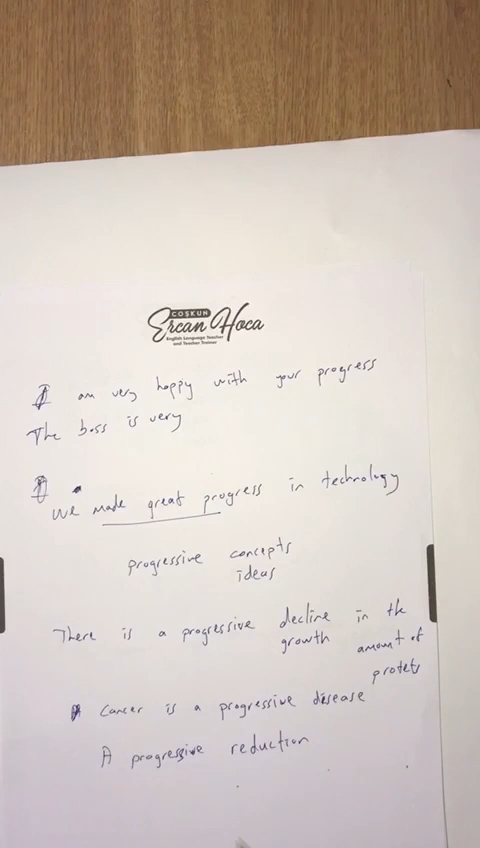 COŞKUN
Ercan Hoca
English Language Teacher
and Teacher Trainer
I am very happy with your progress
The boss is very
We made great progress in technology
progressive concepts
ideas
There is a progressive decline in the
growth amount of
protets
Cancer is a progressive disease
A progressive reduction